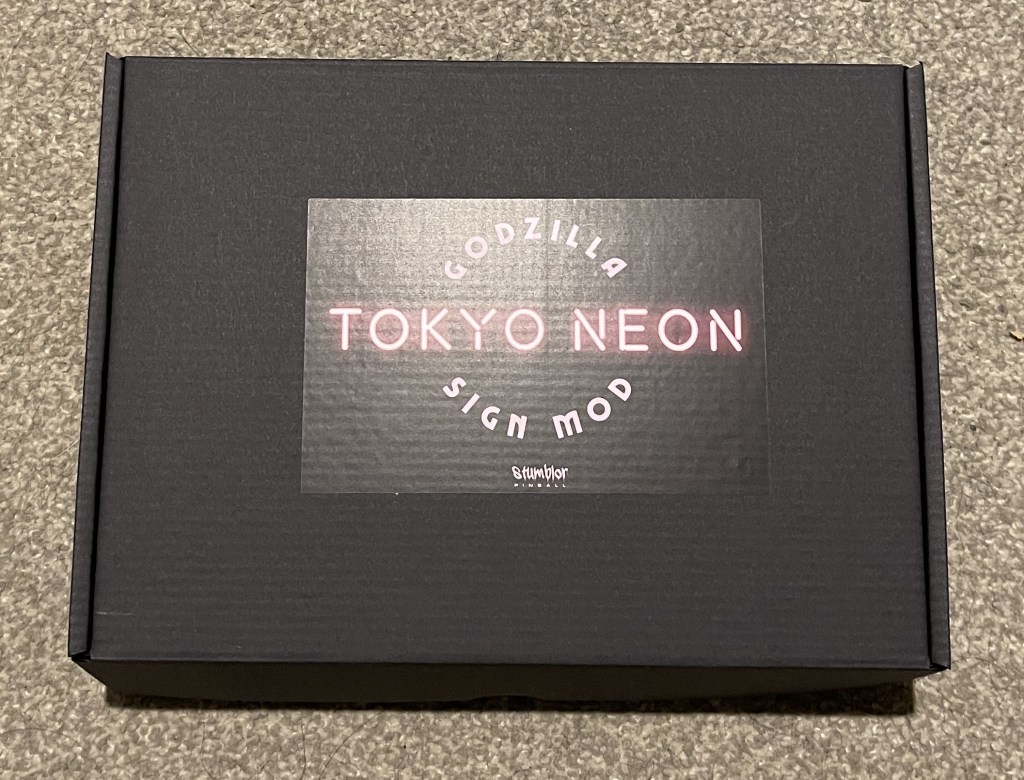 GODZILLA
TOKYO NEON
SIGN MOD
Stumblor
PINBALL